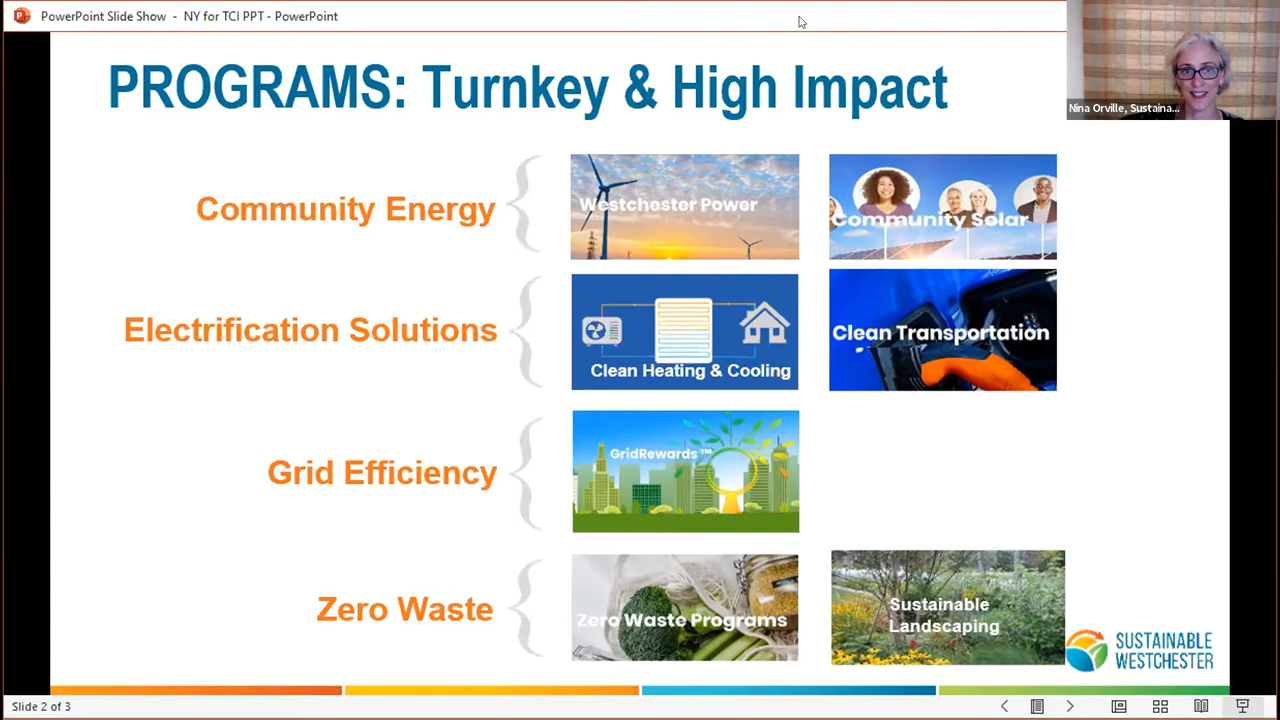 PowerPoint Slide Show - NY for TCI PPT - PowerPoint
Nina Orville, Sustaina...
PROGRAMS: Turnkey & High Impact
Community Energy
Westchester Power
Community Solar
Electrification Solutions
Clean Heating & Cooling
Clean Transportation
Grid Efficiency
GridRewards™
Zero Waste
Zero Waste Programs
Sustainable
Landscaping
SUSTAINABLE
WESTCHESTER
Slide 2 of 3